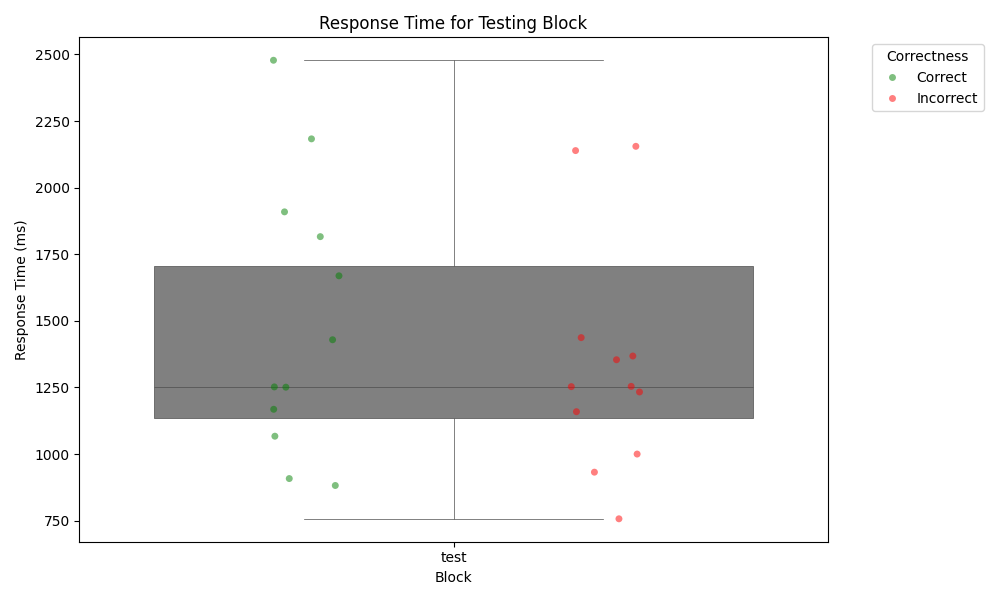 Response Time for Testing Block
Correctness
Correct
Incorrect
Response Time (ms)
2500
2250
2000
1750
1500
1250
1000
750
test
Block